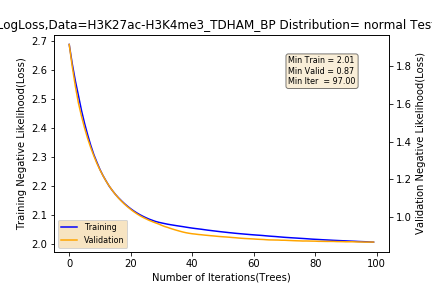 LogLoss,Data=H3K27ac-H3K4me3_TDHAM_BP Distribution= normal Test
2.7
2.6
2.5
2.4
2.3
2.2
2.1
2.0
Training Negative Likelihood(Loss)
Min Train = 2.01
Min Valid = 0.87
Min Iter = 97.00
Training
Validation
1.8
1.6
1.4
1.2
1.0
Validation Negative Likelihood(Loss)
0 20 40 60 80 100
Number of Iterations(Trees)